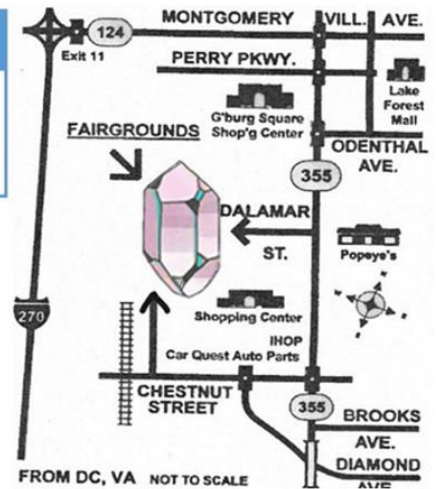 MONTGOMERY VILL. AVE.
124
Exit 11
PERRY PKWY.
Lake
Forest
Mall
G'burg Square
Shop'g Center
FAIRGROUNDS
ODENTHAL
AVE.
355
DALAMAR
ST.
Popeye's
270
Shopping Center
IHOP
Car Quest Auto Parts
CHESTNUT
STREET
355
BROOKS
AVE.
DIAMOND
AVE
FROM DC, VA NOT TO SCALE